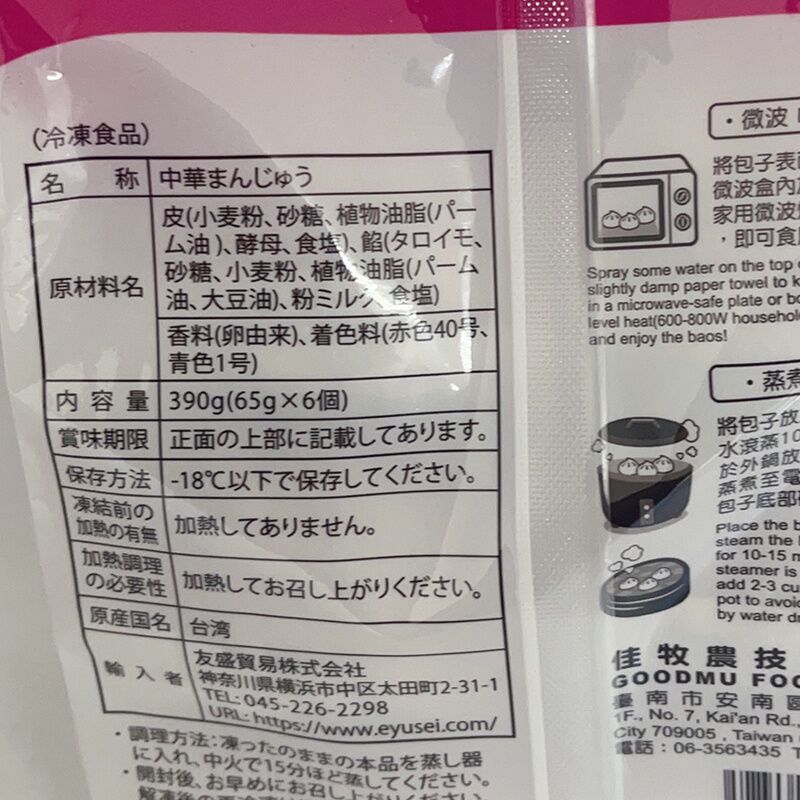 (冷凍食品)
名 称 中華まんじゅう
原材料名
皮(小麦粉、砂糖、植物油脂(パー
ム油)、酵母、食塩)、餡(タロイモ、
砂糖、小麦粉、植物油脂(パーム
油、大豆油)、粉ミルク、食塩)
香料(卵由来)、着色料(赤色40号、
青色1号)
内容量 390g(65g×6個)
賞味期限 正面の上部に記載してあります。
保存方法 -18℃以下で保存してください。
凍結前の
加熱の有無 加熱してありません。
加熱調理
の必要性 加熱してお召し上がりください。
原産国名 台湾
輸入者
友盛貿易株式会社
神奈川県横浜市中区太田町2-31-1
TEL:045-226-2298
URL: https://www.eyusei.com/
・調理方法:凍ったのままの本品を蒸し器
に入れ、中火で15分ほど蒸してください。
・開封後、お早めにお召し上がりください。
・微波
將包子表
微波盒內
家用微波
，即可食
Spray some water on the top
slightly damp paper towel to k
in a microwave-safe plate or bo
level heat(600-800W househol
and enjoy the baos!
・蒸煮
將包子放
水滾蒸10
於外鍋放
蒸煮至電
包子底部
Place the b
steam the
for 10-15 m
steamer is
add 2-3 cu
pot to avoid
by water dr
佳牧農技
GOODMU FOO
臺南市安南區
1F., No. 7, Kai'an Rd.,
City 709005 , Taiwan
電話：06-3563435 T